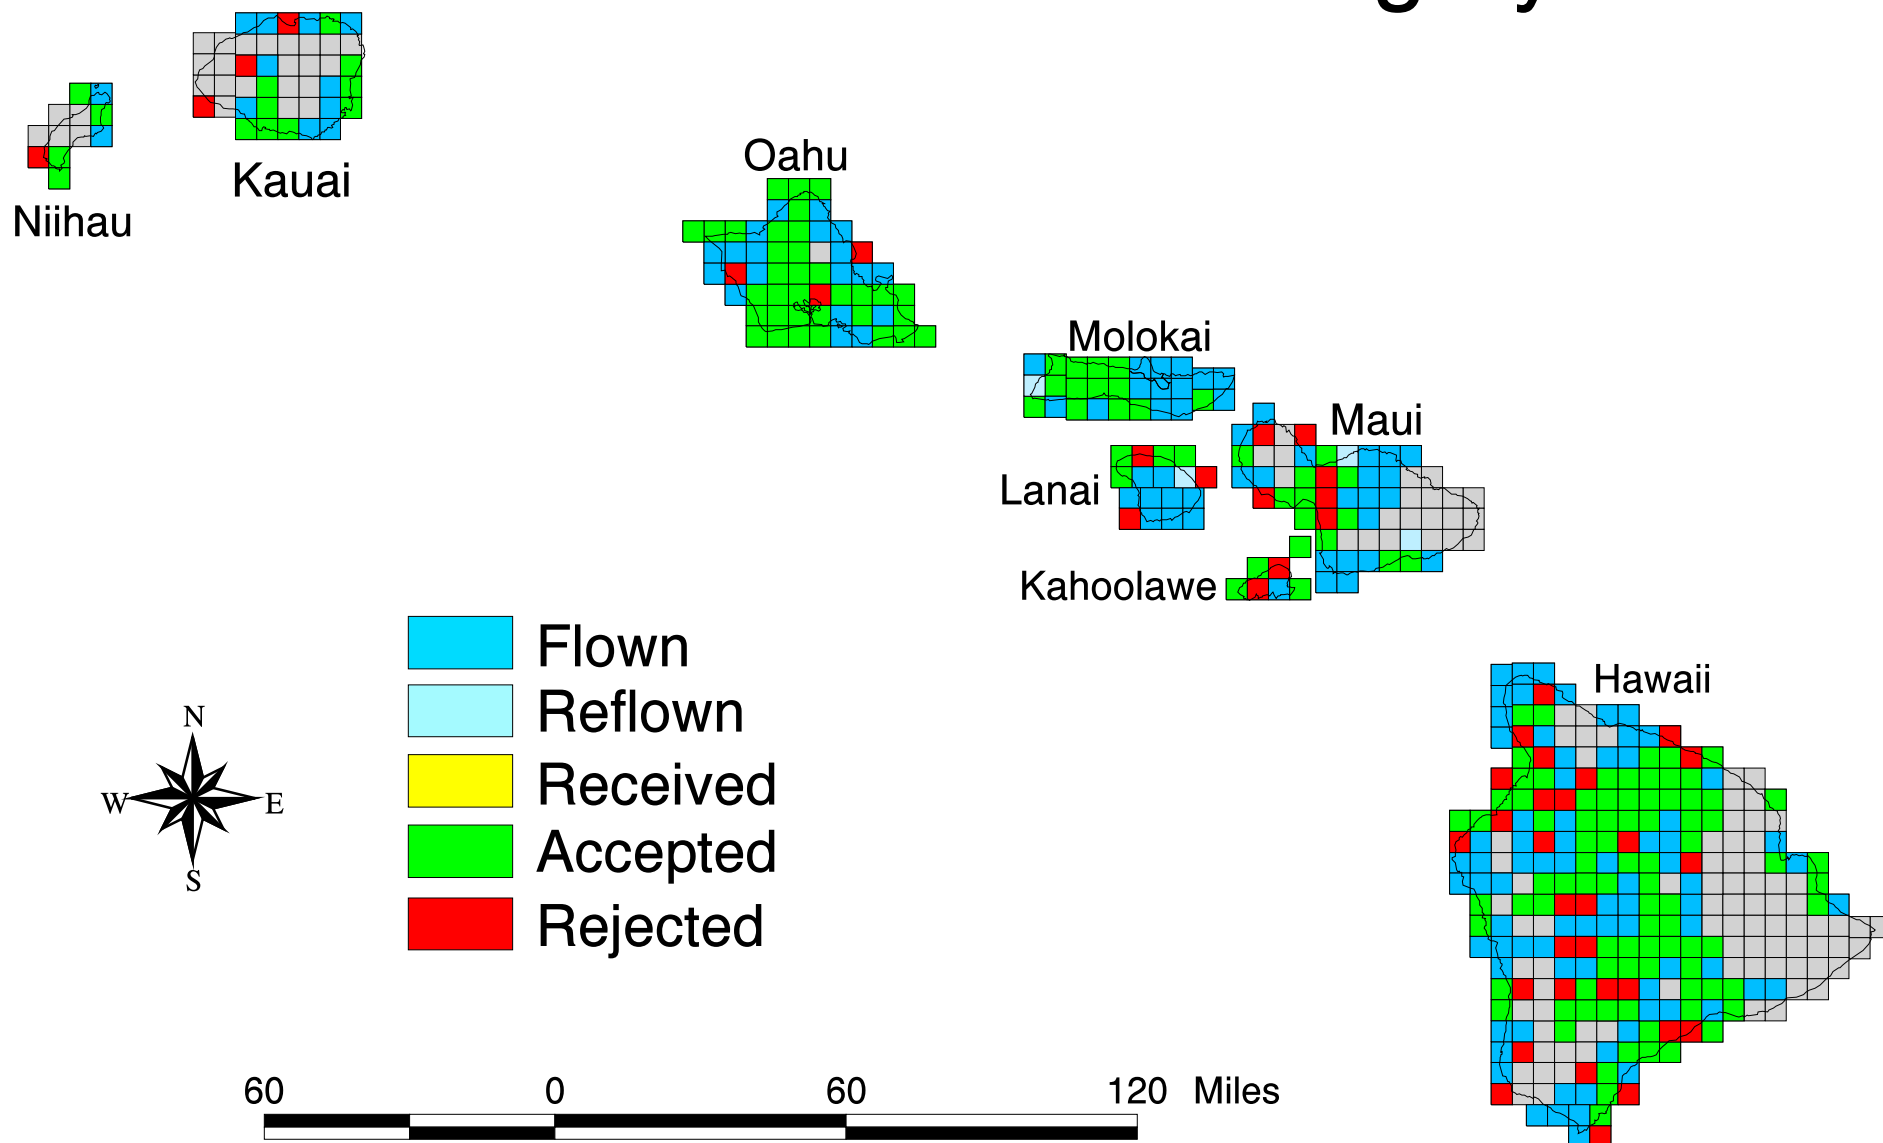 Kauai
Niihau
Oahu
Molokai
Maui
Lanai
Kahoolawe
Hawaii
Flown
Reflown
Received
Accepted
Rejected
N
W E
S
60 0 60 120 Miles